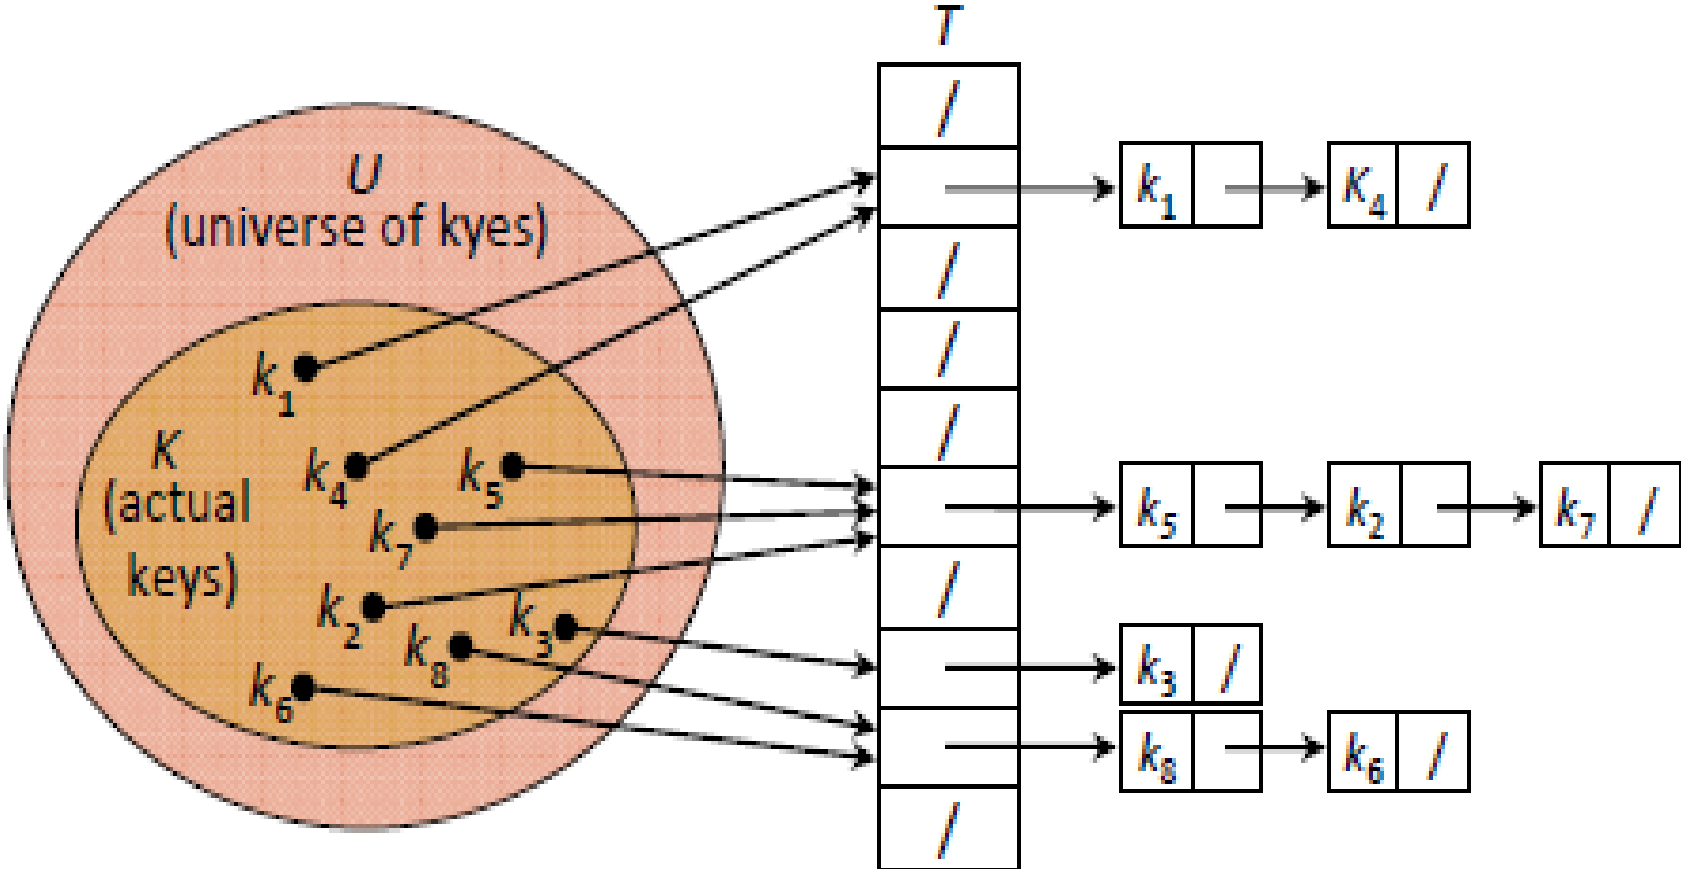 T
/
U
(universe of kyes)
k1
K4 /
/
/
/
k1
K
(actual
keys)
k4
k5
k7
k5
k2
k7 /
/
k2
k8
k3
k6
k3 /
k8
k6 /
/